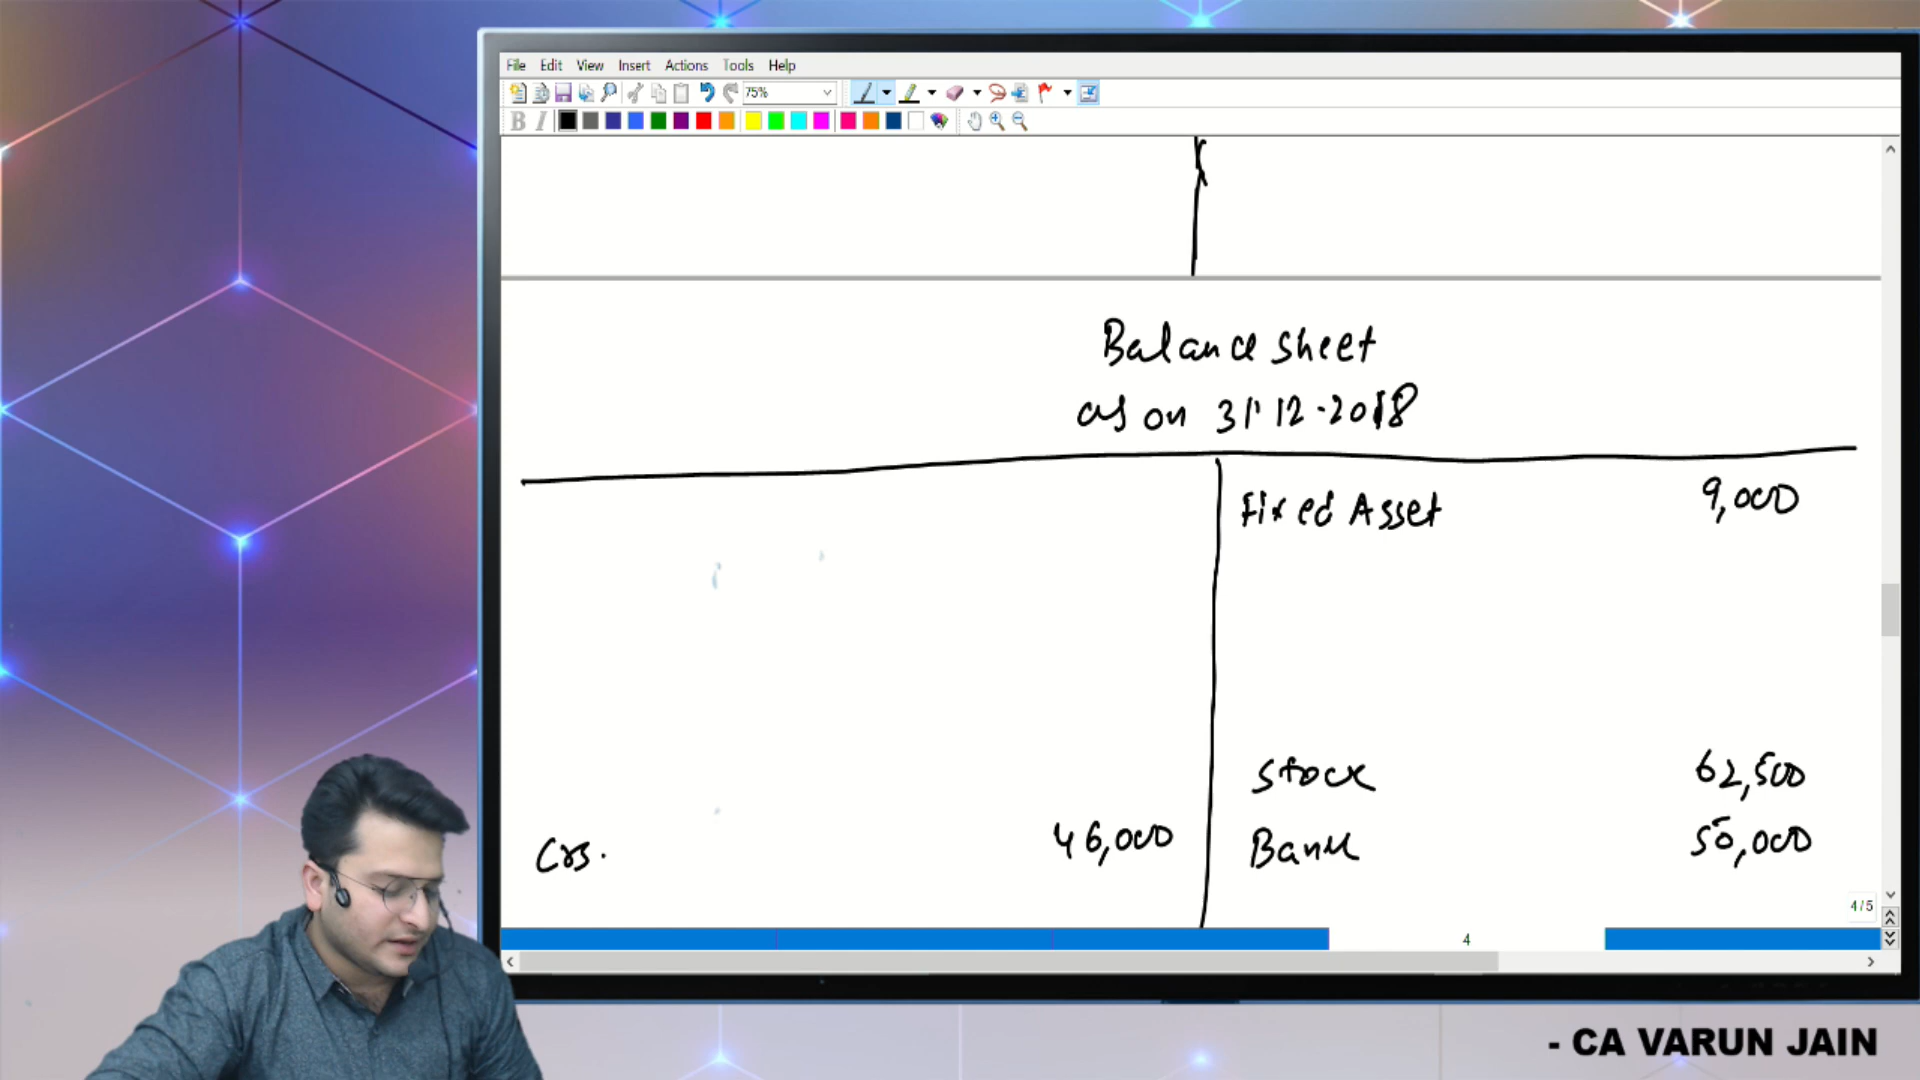 File Edit View Insert Actions Tools Help
75%
B I
Balance sheet
as on 31.12.2018
Fixed Asset 9,000
Stock 62,500
Crs. 46,000 Bank 50,000
4/5
4
- CA VARUN JAIN